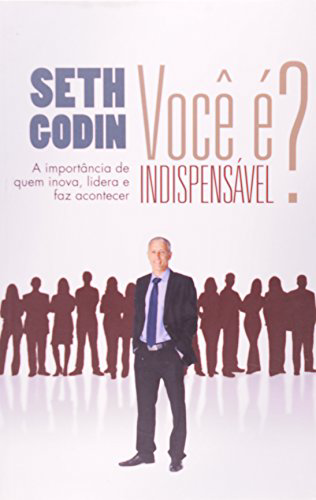 SETH
GODIN
Você é?
A importância de
quem inova, lidera e
faz acontecer
INDISPENSÁVEL